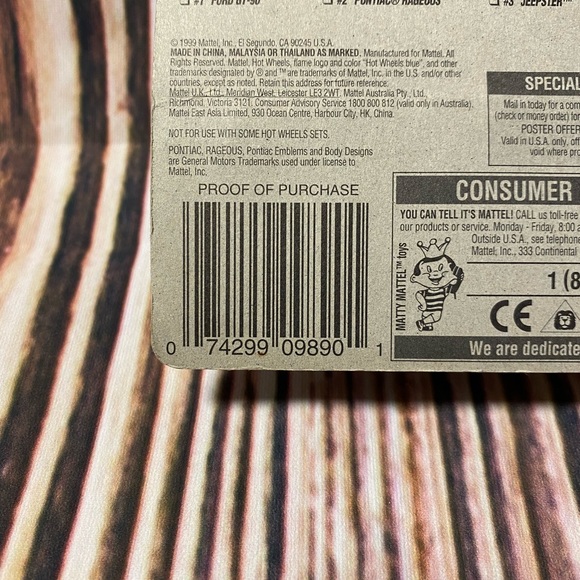 #1 FORD GT-90 #2 PONTIAC® RAGEOUS #3 JEEPSTER™
© 1999 Mattel, Inc., El Segundo, CA 90245 U.S.A.
MADE IN CHINA, MALAYSIA OR THAILAND AS MARKED. Manufactured for Mattel. All
Rights Reserved. Mattel, Hot Wheels, flame logo and color "Hot Wheels blue", and other
trademarks designated by ® and ™ are trademarks of Mattel, Inc. in the U.S. and/or other
countries, except as noted. Retain this address for future reference:
Mattel U.K., Ltd., Meridian West, Leicester LE3 2WT. Mattel Australia Pty., Ltd.,
Richmond, Victoria 3121. Consumer Advisory Service 1800 800 812 (valid only in Australia).
Mattel East Asia Limited, 930 Ocean Centre, Harbour City, HK, China.
NOT FOR USE WITH SOME HOT WHEELS SETS.
PONTIAC, RAGEOUS, Pontiac Emblems and Body Designs
are General Motors Trademarks used under license to
Mattel, Inc.
PROOF OF PURCHASE
0 74299 09890 1
SPECIAL
Mail in today for a com
(check or money order) for
POSTER OFFER
Valid in U.S.A. only, off
void where pro
CONSUMER
YOU CAN TELL IT'S MATTEL! CALL us toll-free
our products or service. Monday - Friday, 8:00 a
Outside U.S.A., see telephone
Mattel, Inc., 333 Continental
MATTY MATTEL™ toys
1 (8
CE
We are dedicate